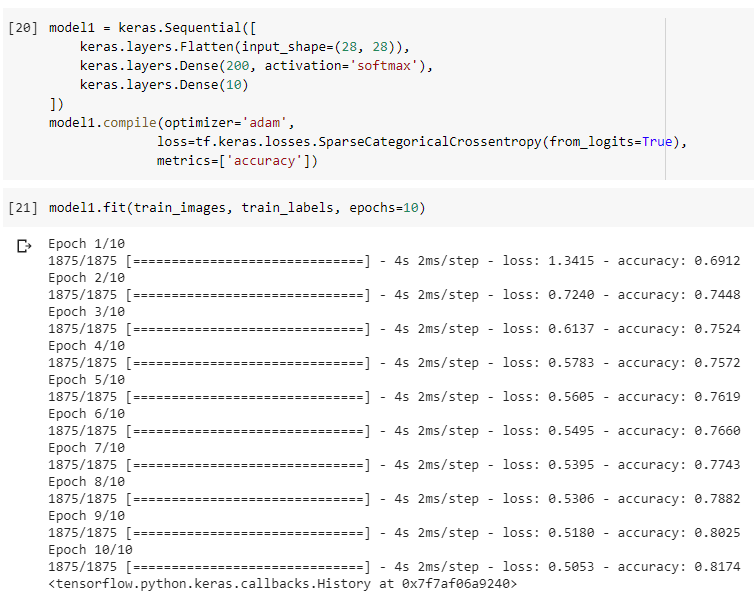 [20] model1 = keras.Sequential([
    keras.layers.Flatten(input_shape=(28, 28)),
    keras.layers.Dense(200, activation='softmax'),
    keras.layers.Dense(10)
])
model1.compile(optimizer='adam',
              loss=tf.keras.losses.SparseCategoricalCrossentropy(from_logits=True),
              metrics=['accuracy'])
[21] model1.fit(train_images, train_labels, epochs=10)
Epoch 1/10
1875/1875 [==============================] - 4s 2ms/step - loss: 1.3415 - accuracy: 0.6912
Epoch 2/10
1875/1875 [==============================] - 4s 2ms/step - loss: 0.7240 - accuracy: 0.7448
Epoch 3/10
1875/1875 [==============================] - 4s 2ms/step - loss: 0.6137 - accuracy: 0.7524
Epoch 4/10
1875/1875 [==============================] - 4s 2ms/step - loss: 0.5783 - accuracy: 0.7572
Epoch 5/10
1875/1875 [==============================] - 4s 2ms/step - loss: 0.5605 - accuracy: 0.7619
Epoch 6/10
1875/1875 [==============================] - 4s 2ms/step - loss: 0.5495 - accuracy: 0.7660
Epoch 7/10
1875/1875 [==============================] - 4s 2ms/step - loss: 0.5395 - accuracy: 0.7743
Epoch 8/10
1875/1875 [==============================] - 4s 2ms/step - loss: 0.5306 - accuracy: 0.7882
Epoch 9/10
1875/1875 [==============================] - 4s 2ms/step - loss: 0.5180 - accuracy: 0.8025
Epoch 10/10
1875/1875 [==============================] - 4s 2ms/step - loss: 0.5053 - accuracy: 0.8174
<tensorflow.python.keras.callbacks.History at 0x7f7af06a9240>